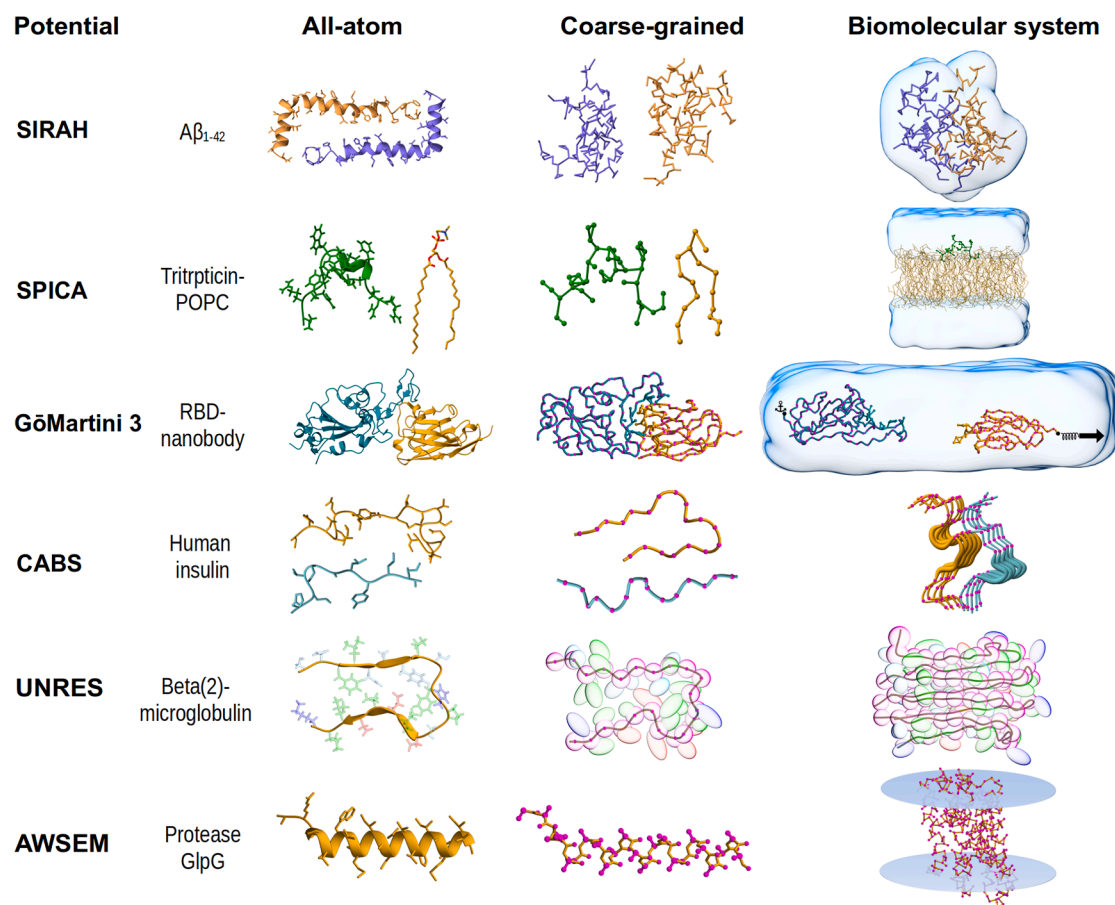 Potential All-atom Coarse-grained Biomolecular system
SIRAH Aβ1-42
SPICA Tritrpticin-
POPC
GōMartini 3 RBD-
nanobody
CABS Human
insulin
UNRES Beta(2)-
microglobulin
AWSEM Protease
GlpG